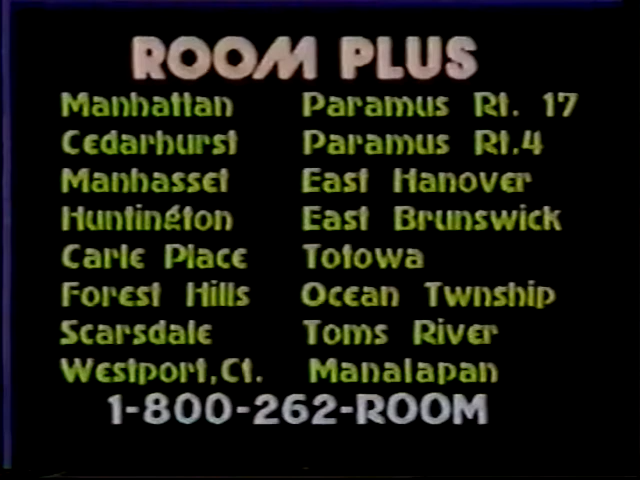 ROOM PLUS
Manhattan Paramus Rt. 17
Cedarhurst Paramus Rt.4
Manhasset East Hanover
Huntington East Brunswick
Carle Place Totowa
Forest Hills Ocean Twnship
Scarsdale Toms River
Westport,Ct. Manalapan
1-800-262-ROOM